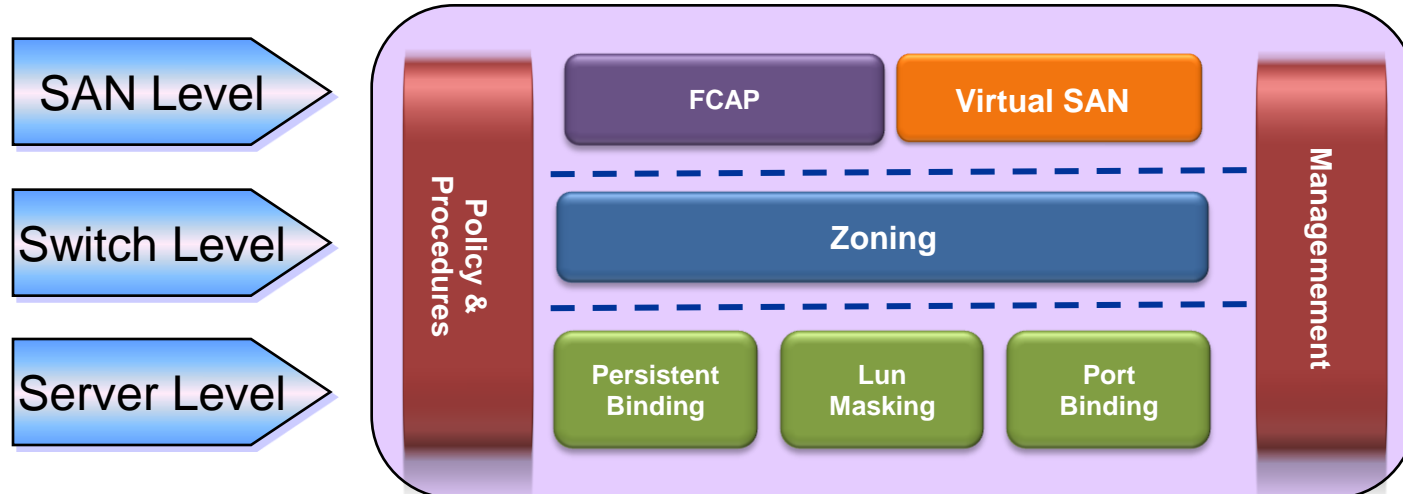 SAN Level
FCAP
Virtual SAN
Switch Level
Policy &
Procedures
Zoning
Managemement
Server Level
Persistent
Binding
Lun
Masking
Port
Binding